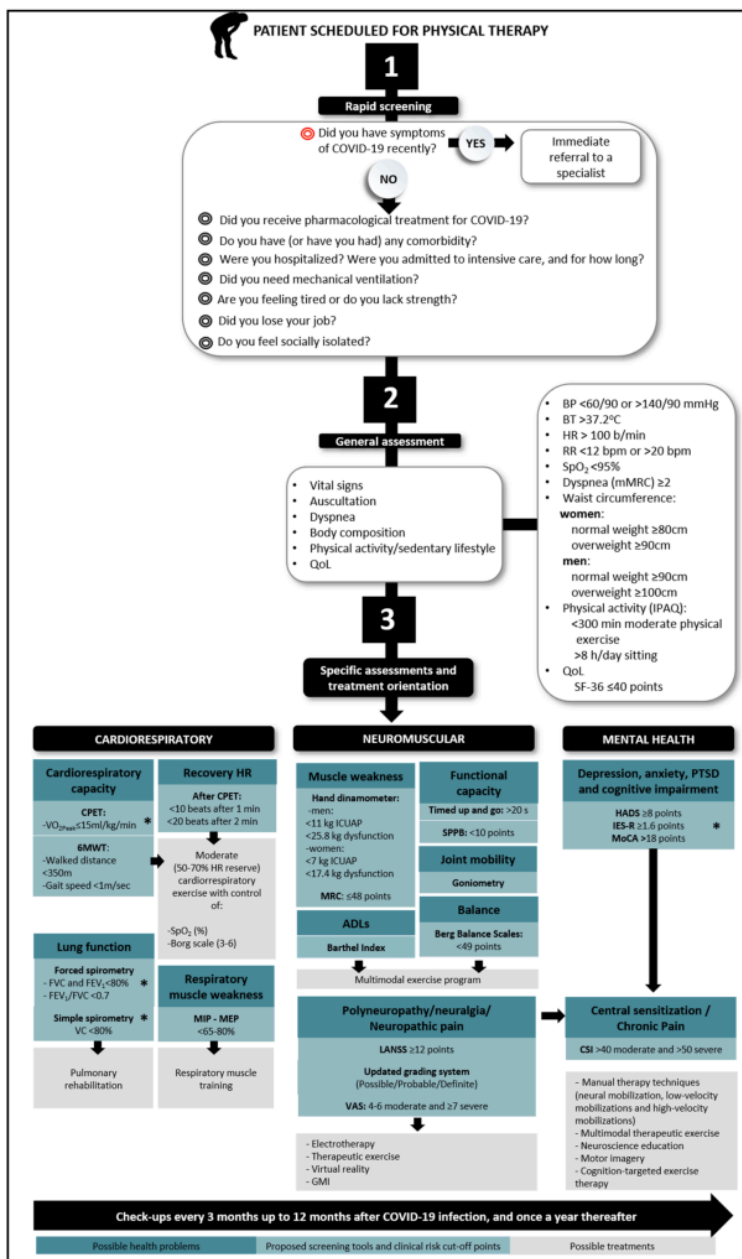 PATIENT SCHEDULED FOR PHYSICAL THERAPY
1
Rapid screening
Did you have symptoms
of COVID-19 recently?
YES
Immediate
referral to a
specialist
NO
Did you receive pharmacological treatment for COVID-19?
Do you have (or have you had) any comorbidity?
Were you hospitalized? Were you admitted to intensive care, and for how long?
Did you need mechanical ventilation?
Are you feeling tired or do you lack strength?
Did you lose your job?
Do you feel socially isolated?
2
General assessment
• Vital signs
• Auscultation
• Dyspnea
• Body composition
• Physical activity/sedentary lifestyle
• QoL
• BP <60/90 or >140/90 mmHg
• BT >37.2°C
• HR > 100 b/min
• RR <12 bpm or >20 bpm
• SpO2 <95%
• Dyspnea (mMRC) ≥2
• Waist circumference:
women:
normal weight ≥80cm
overweight ≥90cm
men:
normal weight ≥90cm
overweight ≥100cm
• Physical activity (IPAQ):
<300 min moderate physical
exercise
>8 h/day sitting
• QoL
SF-36 ≤40 points
3
Specific assessments and
treatment orientation
CARDIORESPIRATORY
Cardiorespiratory
capacity
CPET:
-VO2Peak≤15ml/kg/min *
6MWT:
-Walked distance
<350m
-Gait speed <1m/sec
Recovery HR
After CPET:
<10 beats after 1 min
<20 beats after 2 min
Moderate
(50-70% HR reserve)
cardiorrespiratory
exercise with control
of:
-SpO2 (%)
-Borg scale (3-6)
Lung function
Forced spirometry
- FVC and FEV1<80% *
- FEV1/FVC <0.7
Simple spirometry *
VC <80%
Pulmonary
rehabilitation
Respiratory
muscle weakness
MIP - MEP
<65-80%
Respiratory muscle
training
NEUROMUSCULAR
Muscle weakness
Hand dinamometer:
-men:
<11 kg ICUAP
<25.8 kg dysfunction
-women:
<7 kg ICUAP
<17.4 kg dysfunction
MRC: ≤48 points
ADLs
Barthel Index
Functional
capacity
Timed up and go: >20 s
SPPB: <10 points
Joint mobility
Goniometry
Balance
Berg Balance Scales:
<49 points
Multimodal exercise program
Polyneuropathy/neuralgia/
Neuropathic pain
LANSS ≥12 points
Updated grading system
(Possible/Probable/Definite)
VAS: 4-6 moderate and ≥7 severe
- Electrotherapy
- Therapeutic exercise
- Virtual reality
- GMI
MENTAL HEALTH
Depression, anxiety, PTSD
and cognitive impairment
HADS ≥8 points
IES-R ≥1.6 points *
MoCA >18 points
Central sensitization /
Chronic Pain
CSI >40 moderate and >50 severe
- Manual therapy techniques
(neural mobilization, low-velocity
mobilizations and high-velocity
mobilizations)
- Multimodal therapeutic exercise
- Neuroscience education
- Motor imagery
- Cognition-targeted exercise
therapy
Check-ups every 3 months up to 12 months after COVID-19 infection, and once a year thereafter
Possible health problems
Proposed screening tools and clinical risk cut-off points
Possible treatments